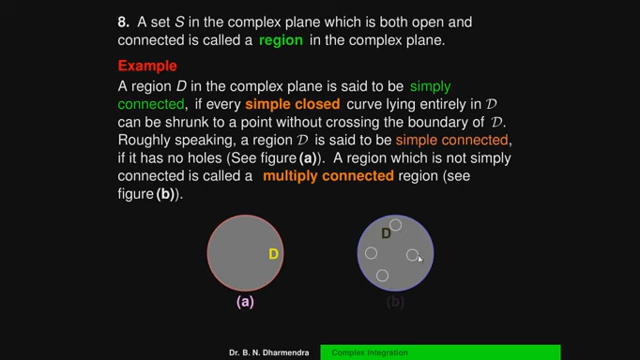 8. A set S in the complex plane which is both open and
connected is called a region in the complex plane.
Example
A region D in the complex plane is said to be simply
connected, if every simple closed curve lying entirely in D
can be shrunk to a point without crossing the boundary of D.
Roughly speaking, a region D is said to be simple connected,
if it has no holes (See figure(a)). A region which is not simply
connected is called a multiply connected region (see
figure(b)).
D
D
(a)
(b)
Dr. B. N. Dharmendra
Complex Integration